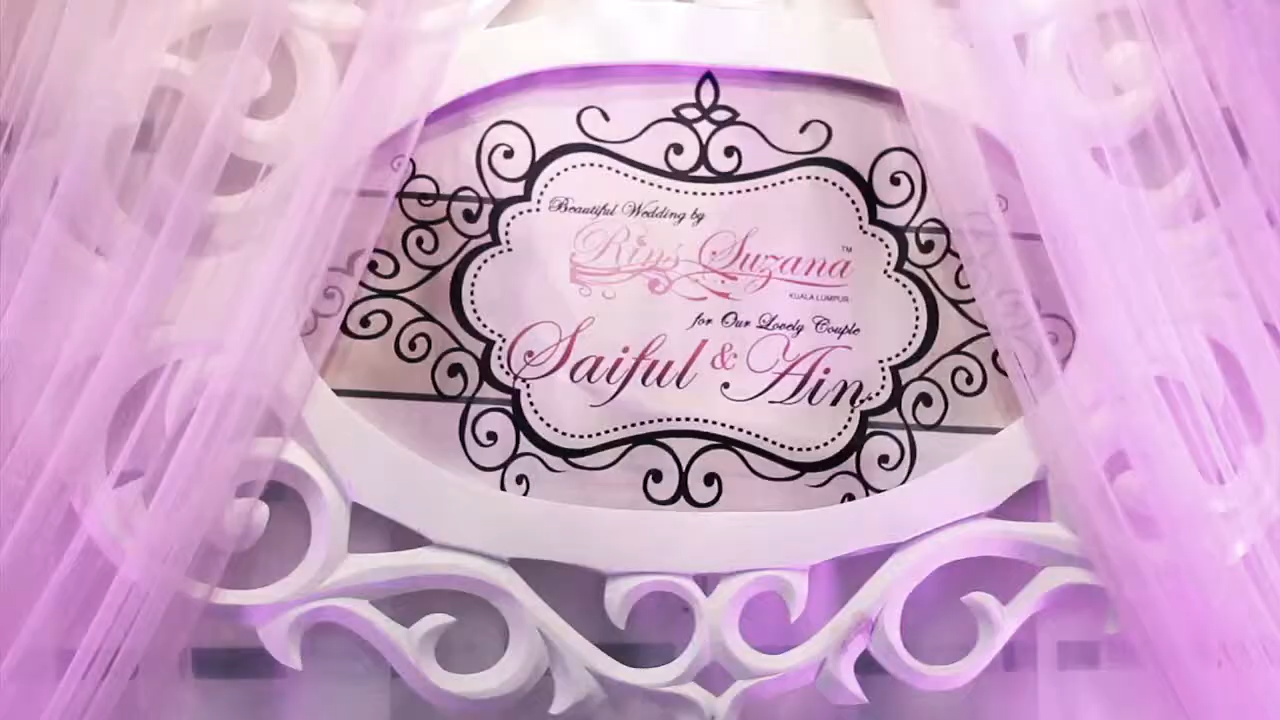 Beautiful Wedding by
Rins Suzana™
KUALA LUMPUR
for Our Lovely Couple
Saiful & Ain